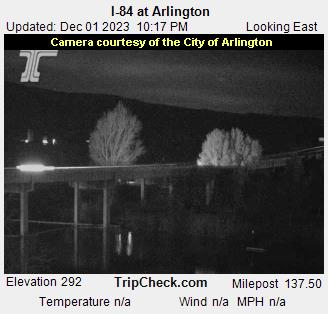 I-84 at Arlington
Updated: Dec 01 2023 10:17 PM Looking East
Camera courtesy of the City of Arlington
Elevation 292 TripCheck.com Milepost 137.50
Temperature n/a Wind n/a MPH n/a